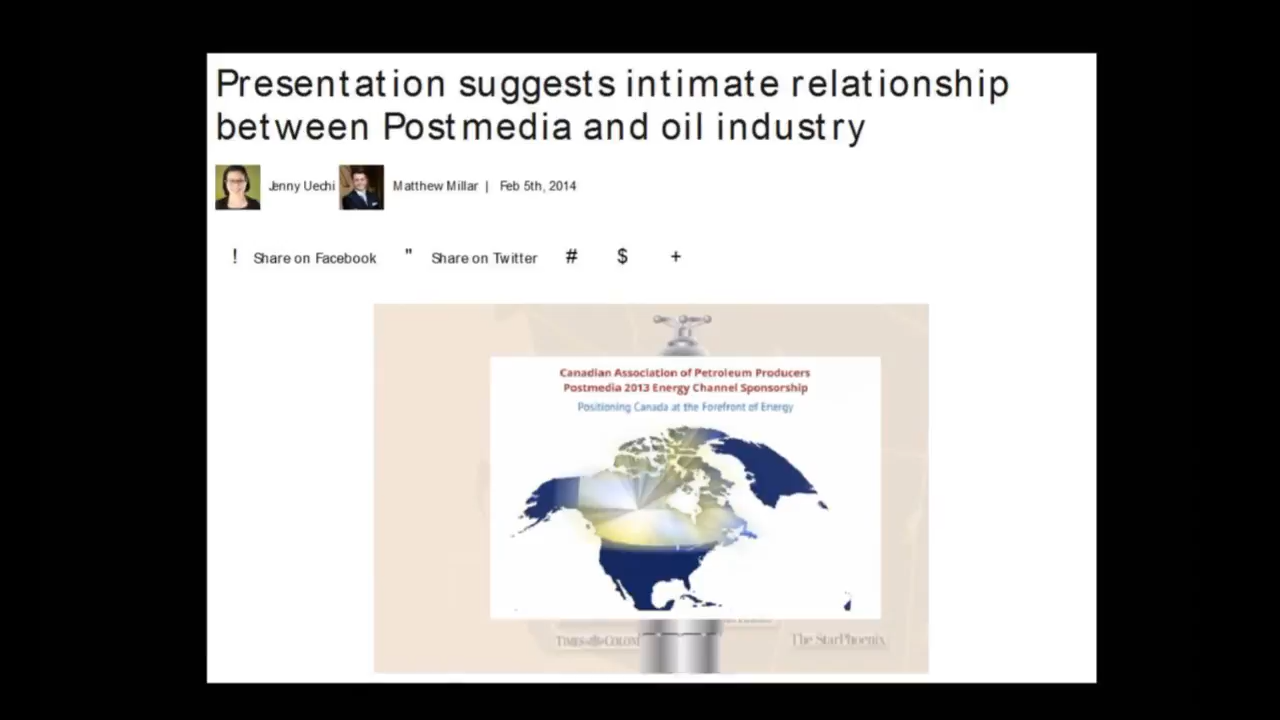 Presentation suggests intimate relationship
between Postmedia and oil industry
Jenny Uechi Matthew Millar | Feb 5th, 2014
! Share on Facebook " Share on Twitter # $ +
Canadian Association of Petroleum Producers
Postmedia 2013 Energy Channel Sponsorship
Positioning Canada at the Forefront of Energy
The StarPhoenix